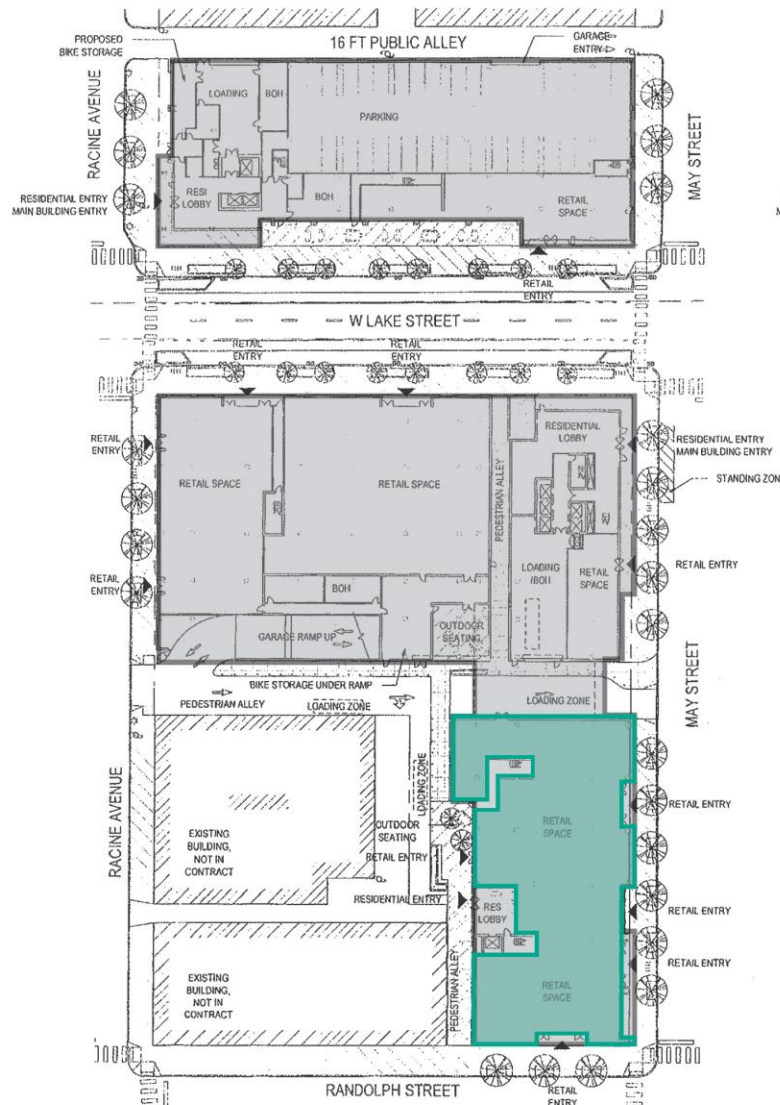 16 FT PUBLIC ALLEY
PROPOSED
BIKE STORAGE
GARAGE
ENTRY
LOADING
BOH
PARKING
RACINE AVENUE
MAY STREET
RESIDENTIAL ENTRY
MAIN BUILDING ENTRY
RESI
LOBBY
BOH
RETAIL
SPACE
M
RETAIL
ENTRY
W LAKE STREET
RETAIL
ENTRY
RETAIL
ENTRY
RETAIL
ENTRY
RESIDENTIAL
LOBBY
RESIDENTIAL ENTRY
MAIN BUILDING ENTRY
STANDING ZON
RETAIL SPACE
RETAIL SPACE
PEDESTRIAN ALLEY
RETAIL
ENTRY
LOADING
/BOH
RETAIL
SPACE
RETAIL ENTRY
BOH
GARAGE RAMP UP
OUTDOOR
SEATING
BIKE STORAGE UNDER RAMP
PEDESTRIAN ALLEY
LOADING ZONE
LOADING ZONE
MAY STREET
LOADING ZONE
RACINE AVENUE
EXISTING
BUILDING,
NOT IN
CONTRACT
OUTDOOR
SEATING
RETAIL ENTRY
RETAIL
SPACE
RETAIL ENTRY
RESIDENTIAL ENTRY
RES
LOBBY
RETAIL ENTRY
RETAIL ENTRY
EXISTING
BUILDING,
NOT IN
CONTRACT
PEDESTRIAN ALLEY
RETAIL
SPACE
RANDOLPH STREET
RETAIL
ENTRY